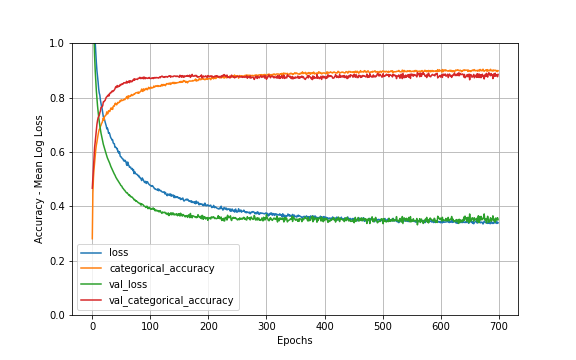 1.0
0.8
0.6
0.4
0.2
0.0
Accuracy - Mean Log Loss
loss
categorical_accuracy
val_loss
val_categorical_accuracy
0 100 200 300 400 500 600 700
Epochs